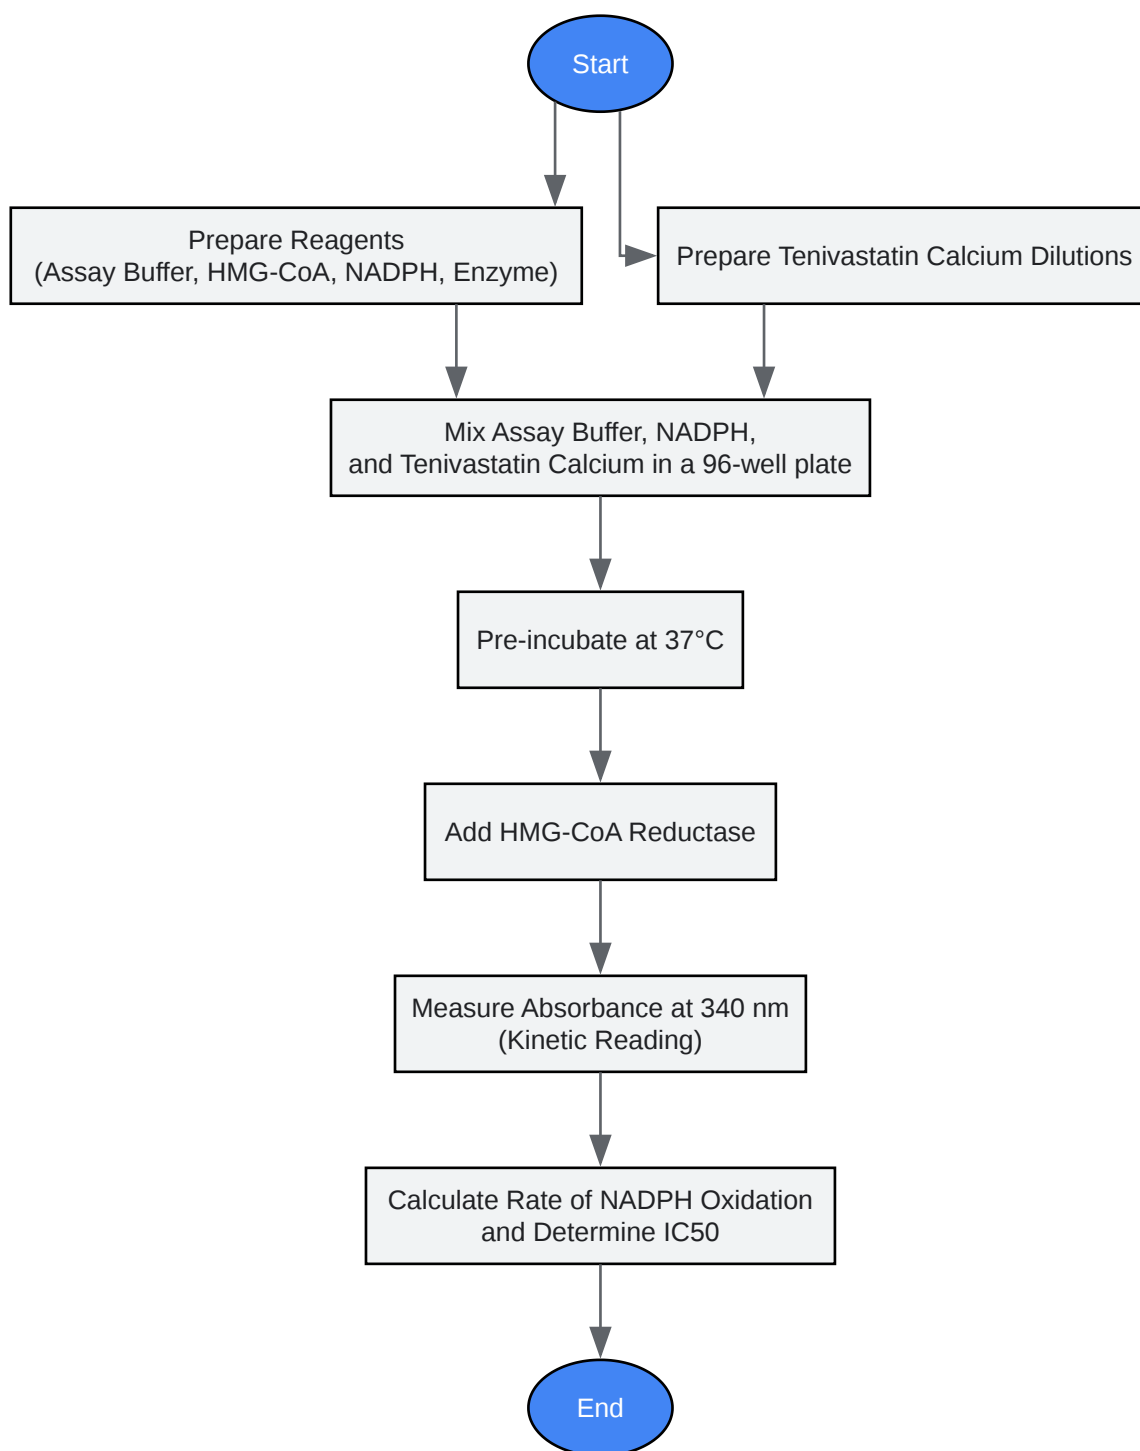 Start
Prepare Reagents
(Assay Buffer, HMG-CoA, NADPH, Enzyme)
Prepare Tenivastatin Calcium Dilutions
Mix Assay Buffer, NADPH,
and Tenivastatin Calcium in a 96-well plate
Pre-incubate at 37°C
Add HMG-CoA Reductase
Measure Absorbance at 340 nm
(Kinetic Reading)
Calculate Rate of NADPH Oxidation
and Determine IC50
End